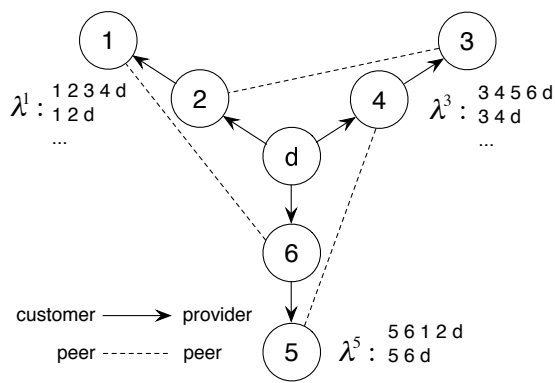 1
3
2
4
λ¹ : 1 2 3 4 d
1 2 d
...
λ³ : 3 4 5 6 d
3 4 d
...
d
6
customer provider
peer peer
5
λ⁵ : 5 6 1 2 d
5 6 d